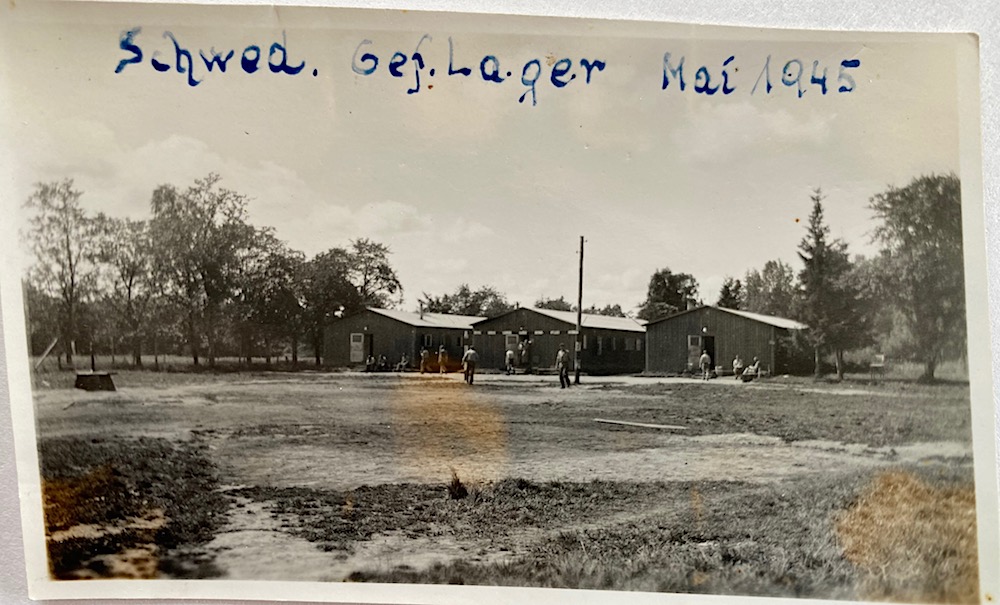 Schwed. Gef. Lager Mai 1945